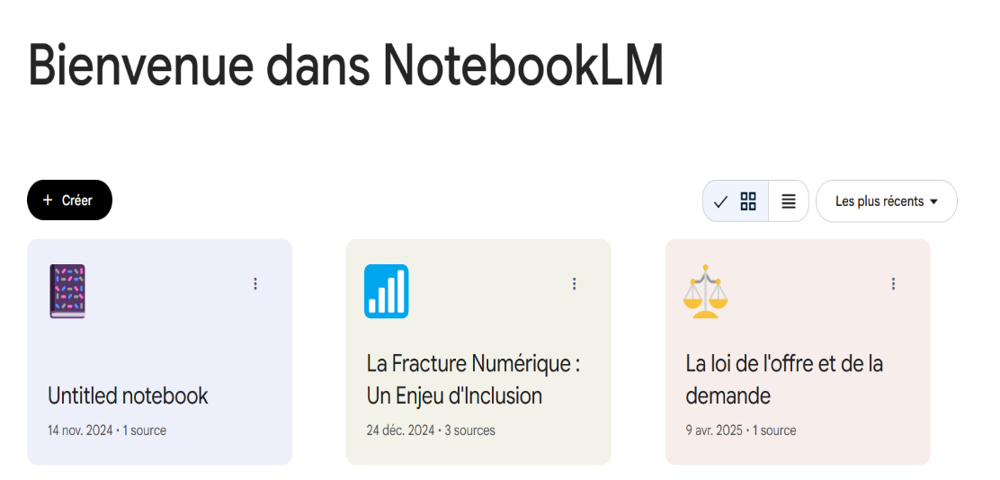 Bienvenue dans NotebookLM
+ Créer
Les plus récents
Untitled notebook
14 nov. 2024 • 1 source
La Fracture Numérique :
Un Enjeu d'Inclusion
24 déc. 2024 • 3 sources
La loi de l'offre et de la
demande
9 avr. 2025 • 1 source